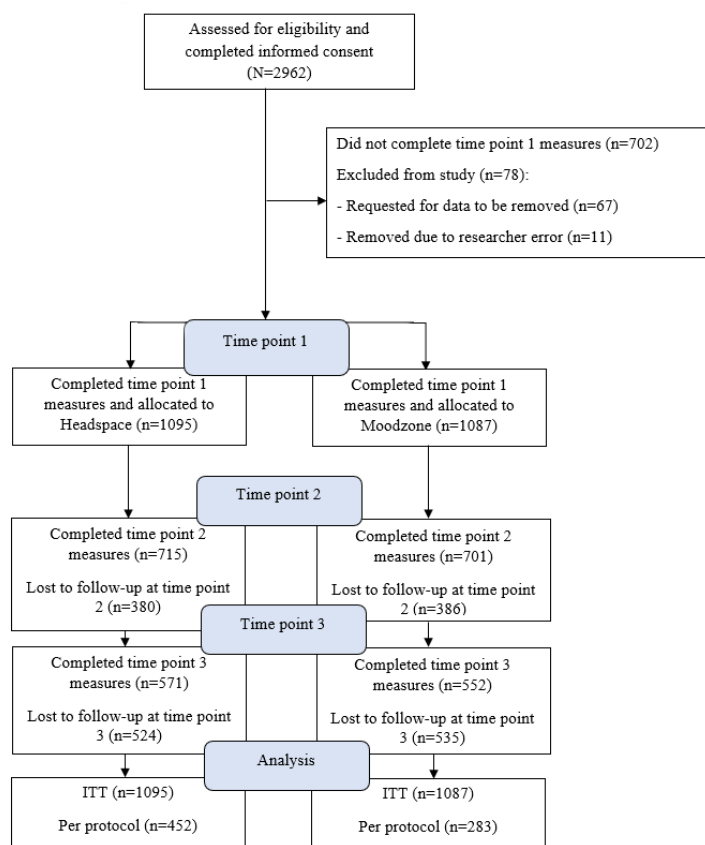 Assessed for eligibility and
completed informed consent
(N=2962)
Did not complete time point 1 measures (n=702)
Excluded from study (n=78):
- Requested for data to be removed (n=67)
- Removed due to researcher error (n=11)
Time point 1
Completed time point 1
measures and allocated to
Headspace (n=1095)
Completed time point 1
measures and allocated to
Moodzone (n=1087)
Time point 2
Completed time point 2
measures (n=715)
Lost to follow-up at time point
2 (n=380)
Completed time point 2
measures (n=701)
Lost to follow-up at time point
2 (n=386)
Time point 3
Completed time point 3
measures (n=571)
Lost to follow-up at time point
3 (n=524)
Completed time point 3
measures (n=552)
Lost to follow-up at time point
3 (n=535)
Analysis
ITT (n=1095)
Per protocol (n=452)
ITT (n=1087)
Per protocol (n=283)